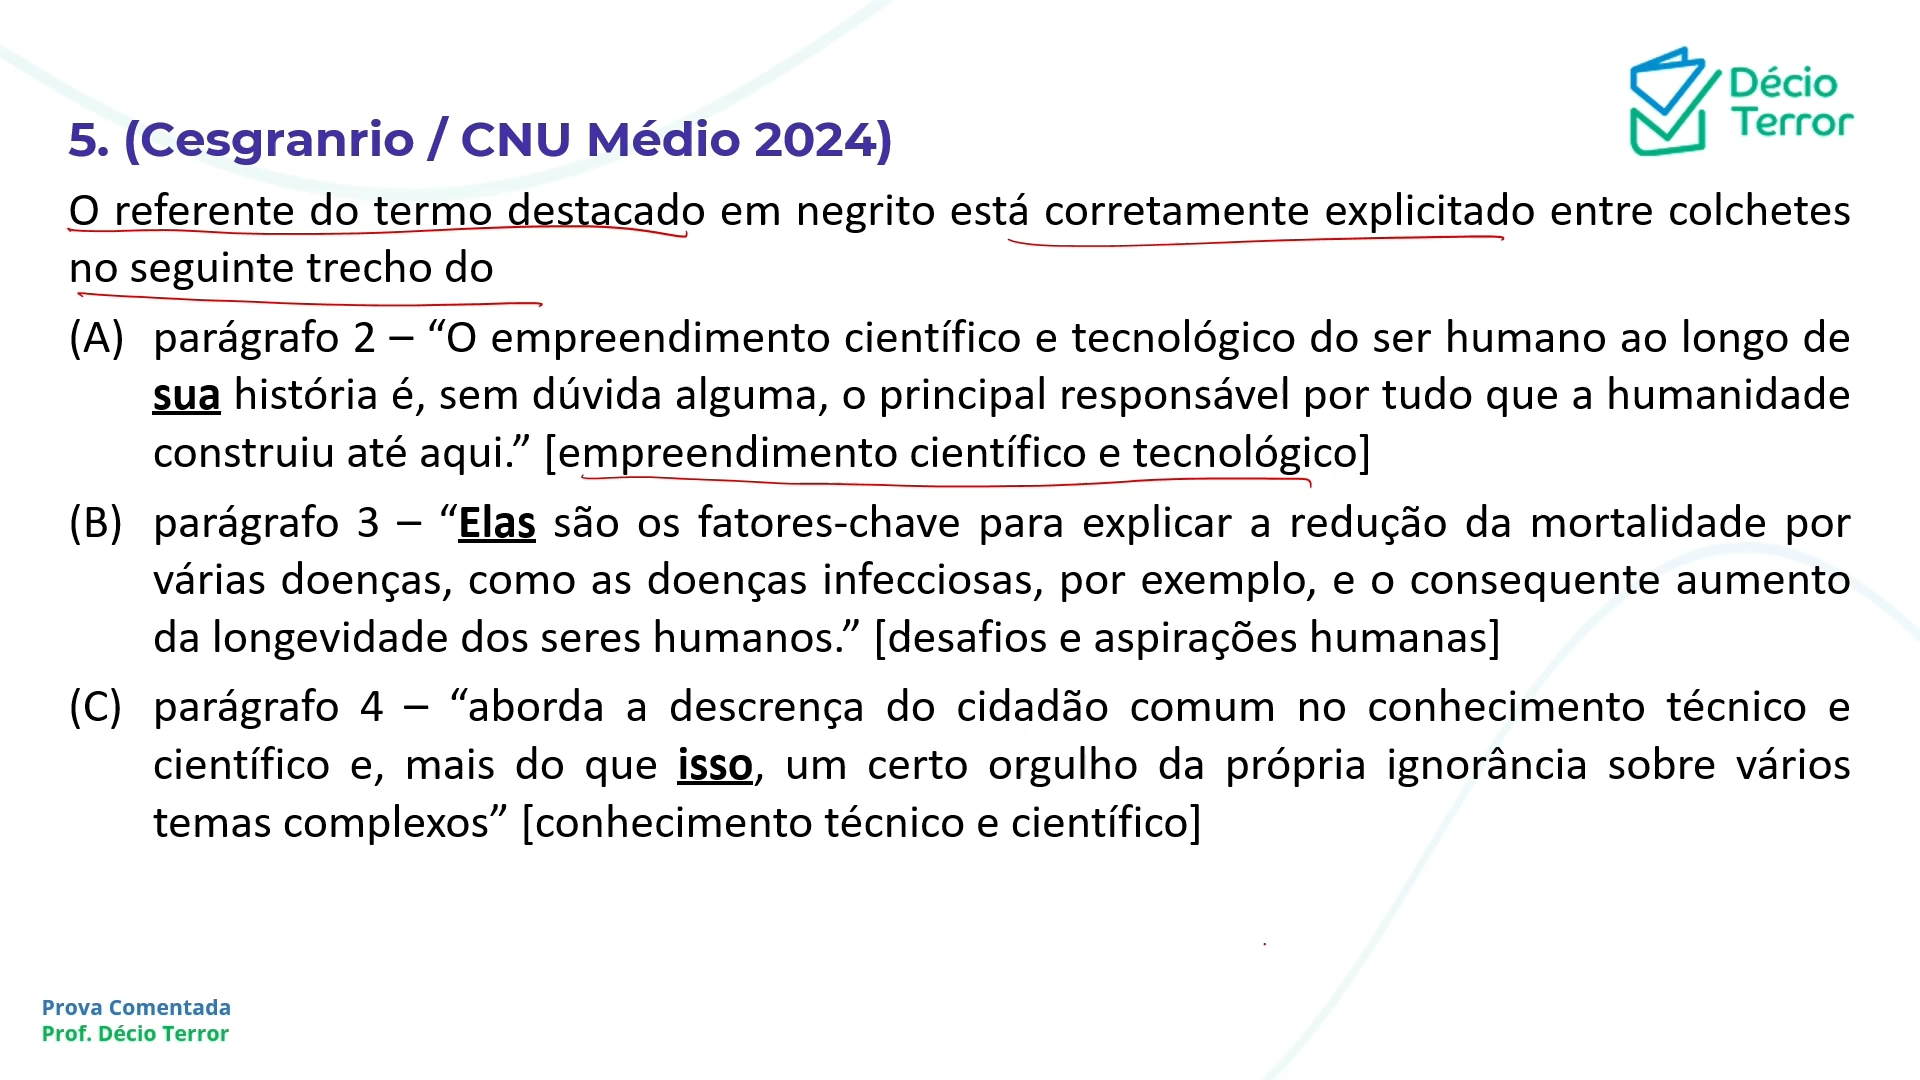 Décio
Terror
5. (Cesgranrio / CNU Médio 2024)
O referente do termo destacado em negrito está corretamente explicitado entre colchetes
no seguinte trecho do
(A) parágrafo 2 – “O empreendimento científico e tecnológico do ser humano ao longo de
sua história é, sem dúvida alguma, o principal responsável por tudo que a humanidade
construiu até aqui.” [empreendimento científico e tecnológico]
(B) parágrafo 3 – “Elas são os fatores-chave para explicar a redução da mortalidade por
várias doenças, como as doenças infecciosas, por exemplo, e o consequente aumento
da longevidade dos seres humanos.” [desafios e aspirações humanas]
(C) parágrafo 4 – “aborda a descrença do cidadão comum no conhecimento técnico e
científico e, mais do que isso, um certo orgulho da própria ignorância sobre vários
temas complexos” [conhecimento técnico e científico]
Prova Comentada
Prof. Décio Terror